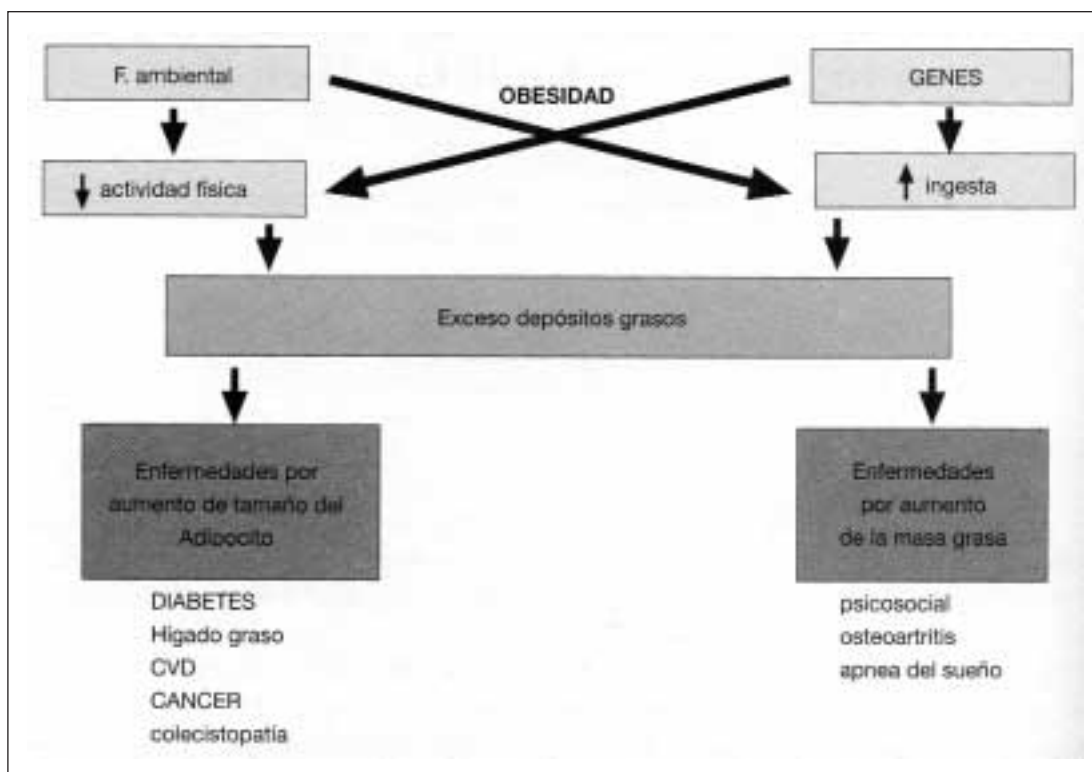 F. ambiental
OBESIDAD
GENES
actividad física
ingesta
Exceso depósitos grasos
Enfermedades por
aumento de tamaño del
Adipocito
Enfermedades
por aumento
de la masa grasa
DIABETES
Hígado graso
CVD
CANCER
colecistopatía
psicosocial
osteoartritis
apnea del sueño